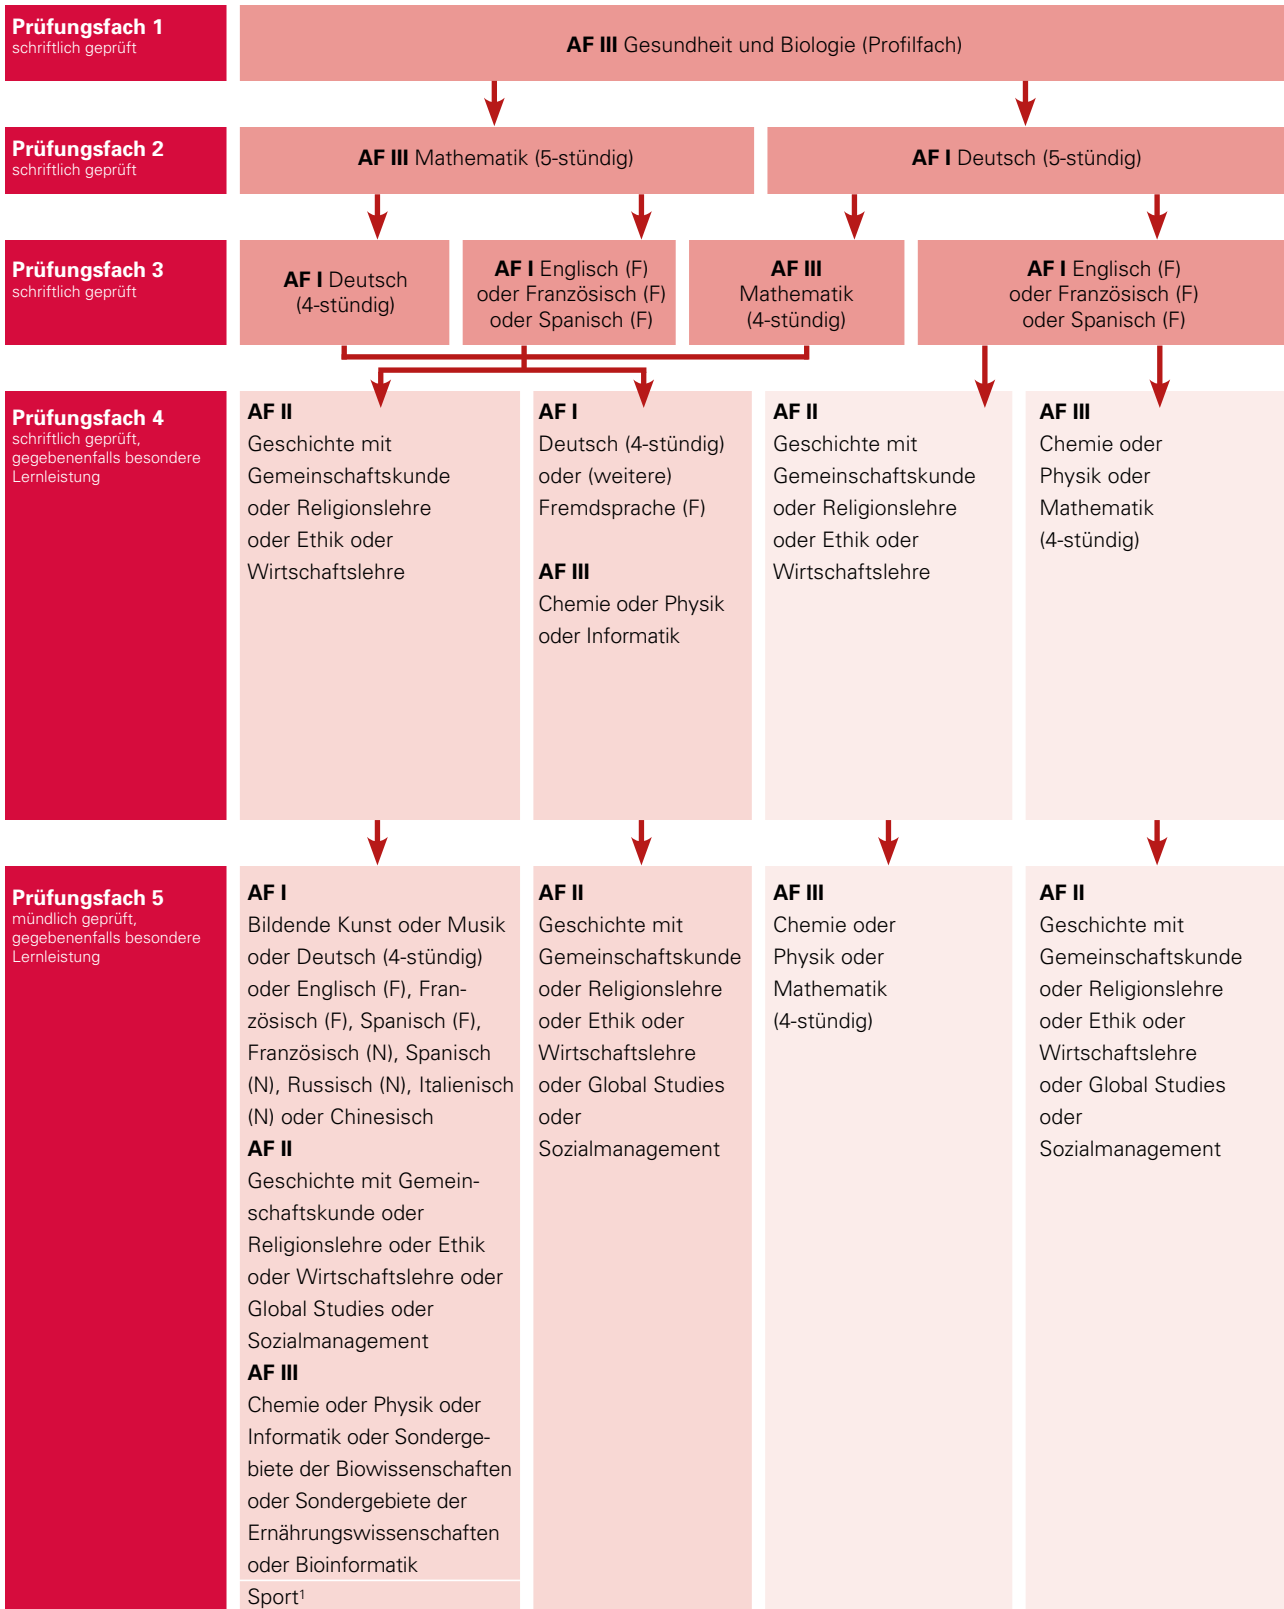 Prüfungsfach 1
schriftlich geprüft
AF III Gesundheit und Biologie (Profilfach)
Prüfungsfach 2
schriftlich geprüft
AF III Mathematik (5-stündig)
AF I Deutsch (5-stündig)
Prüfungsfach 3
schriftlich geprüft
AF I Deutsch
(4-stündig)
AF I Englisch (F)
oder Französisch (F)
oder Spanisch (F)
AF III
Mathematik
(4-stündig)
AF I Englisch (F)
oder Französisch (F)
oder Spanisch (F)
Prüfungsfach 4
schriftlich geprüft,
gegebenenfalls besondere
Lernleistung
AF II
Geschichte mit
Gemeinschaftskunde
oder Religionslehre
oder Ethik oder
Wirtschaftslehre
AF I
Deutsch (4-stündig)
oder (weitere)
Fremdsprache (F)
AF III
Chemie oder Physik
oder Informatik
AF II
Geschichte mit
Gemeinschaftskunde
oder Religionslehre
oder Ethik oder
Wirtschaftslehre
AF III
Chemie oder
Physik oder
Mathematik
(4-stündig)
Prüfungsfach 5
mündlich geprüft,
gegebenenfalls besondere
Lernleistung
AF I
Bildende Kunst oder Musik
oder Deutsch (4-stündig)
oder Englisch (F), Fran-
zösisch (F), Spanisch (F),
Französisch (N), Spanisch
(N), Russisch (N), Italienisch
(N) oder Chinesisch
AF II
Geschichte mit Gemein-
schaftskunde oder
Religionslehre oder Ethik
oder Wirtschaftslehre oder
Global Studies oder
Sozialmanagement
AF III
Chemie oder Physik oder
Informatik oder Sonderge-
biete der Biowissenschaften
oder Sondergebiete der
Ernährungswissenschaften
oder Bioinformatik
Sport¹
AF II
Geschichte mit
Gemeinschaftskunde
oder Religionslehre
oder Ethik oder
Wirtschaftslehre
oder Global Studies
oder
Sozialmanagement
AF III
Chemie oder
Physik oder
Mathematik
(4-stündig)
AF II
Geschichte mit
Gemeinschaftskunde
oder Religionslehre
oder Ethik oder
Wirtschaftslehre
oder Global Studies
oder
Sozialmanagement